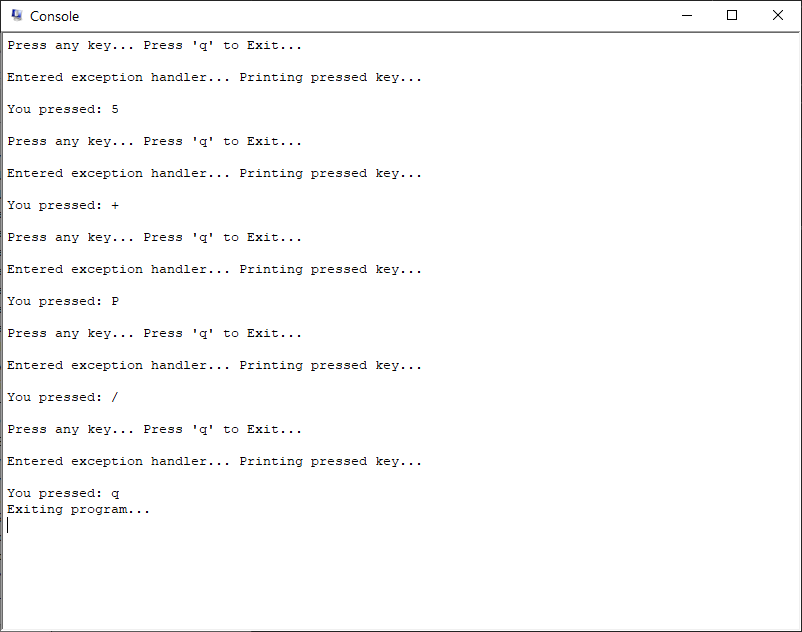 Console
Press any key... Press 'q' to Exit...
Entered exception handler... Printing pressed key...
You pressed: 5
Press any key... Press 'q' to Exit...
Entered exception handler... Printing pressed key...
You pressed: +
Press any key... Press 'q' to Exit...
Entered exception handler... Printing pressed key...
You pressed: P
Press any key... Press 'q' to Exit...
Entered exception handler... Printing pressed key...
You pressed: /
Press any key... Press 'q' to Exit...
Entered exception handler... Printing pressed key...
You pressed: q
Exiting program...